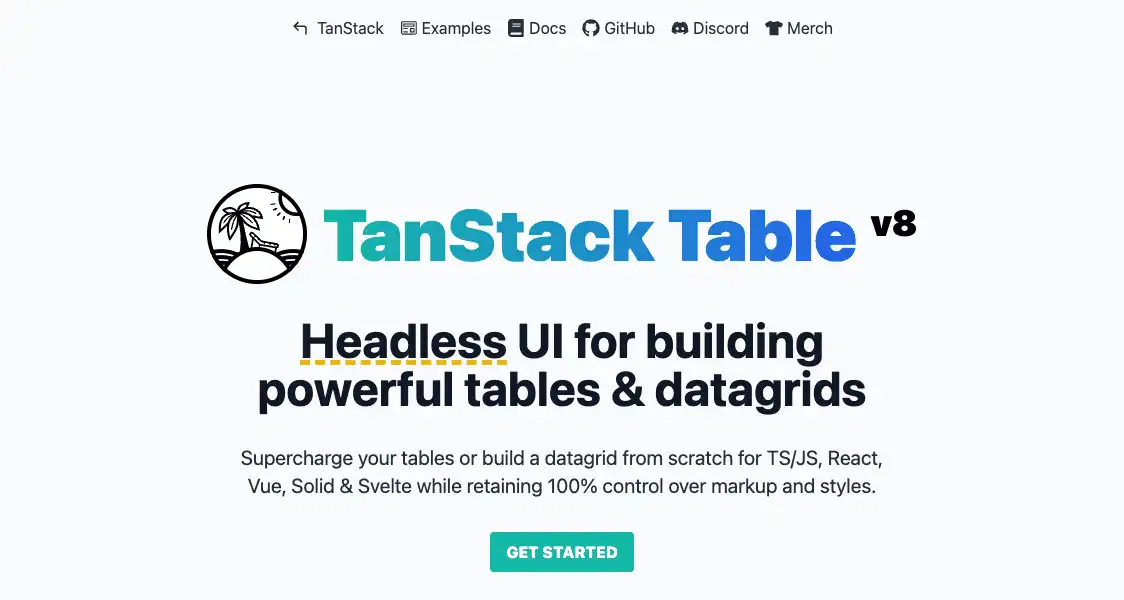 TanStack Examples Docs GitHub Discord Merch
TanStack Table v8
Headless UI for building
powerful tables & datagrids
Supercharge your tables or build a datagrid from scratch for TS/JS, React,
Vue, Solid & Svelte while retaining 100% control over markup and styles.
GET STARTED